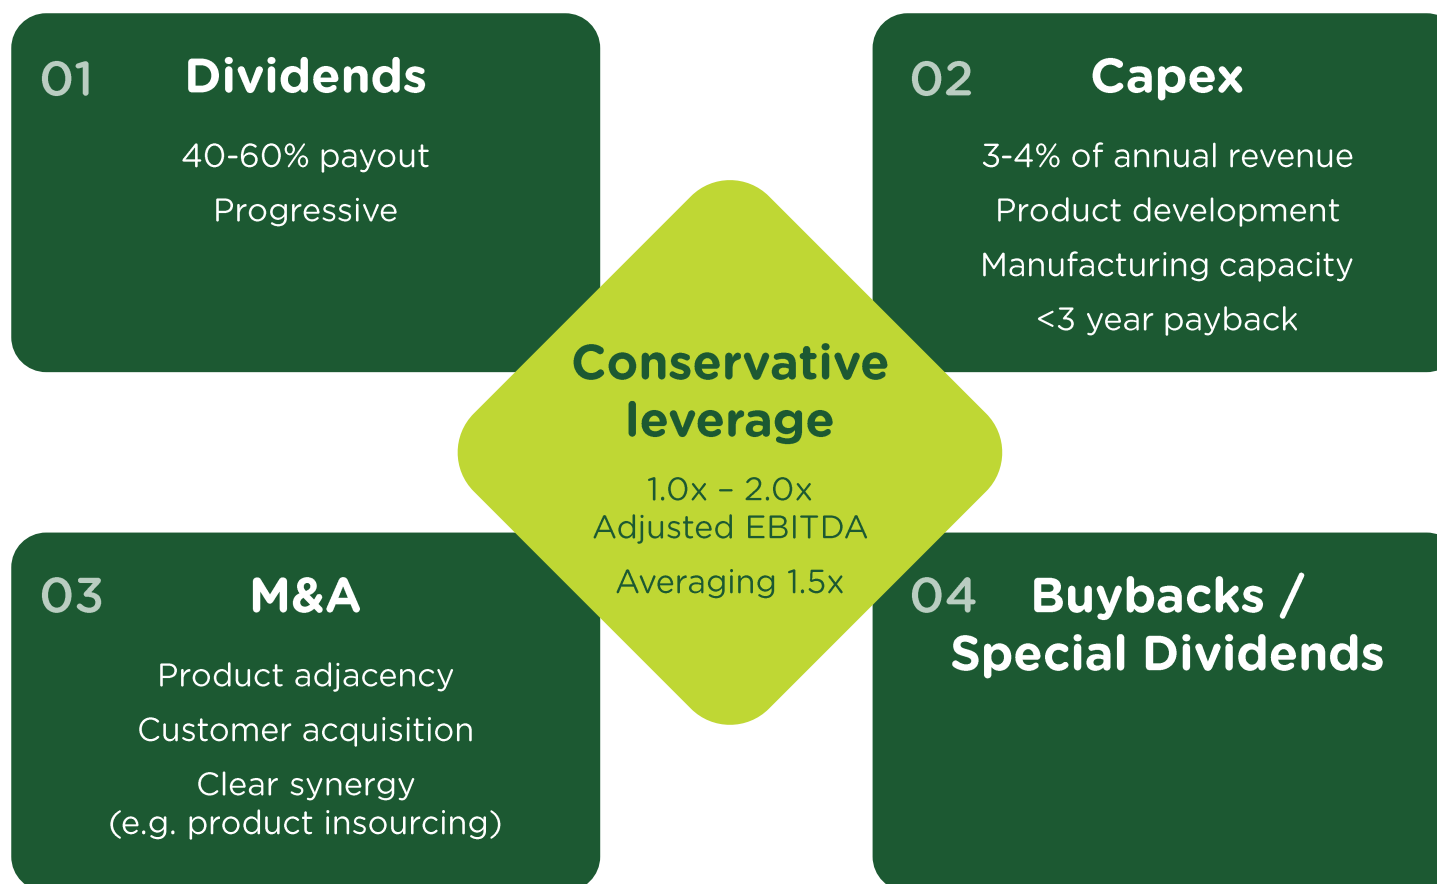 01 Dividends
40-60% payout
Progressive
02 Capex
3-4% of annual revenue
Product development
Manufacturing capacity
<3 year payback
Conservative
leverage
1.0x – 2.0x
Adjusted EBITDA
Averaging 1.5x
03 M&A
Product adjacency
Customer acquisition
Clear synergy
(e.g. product insourcing)
04 Buybacks /
Special Dividends